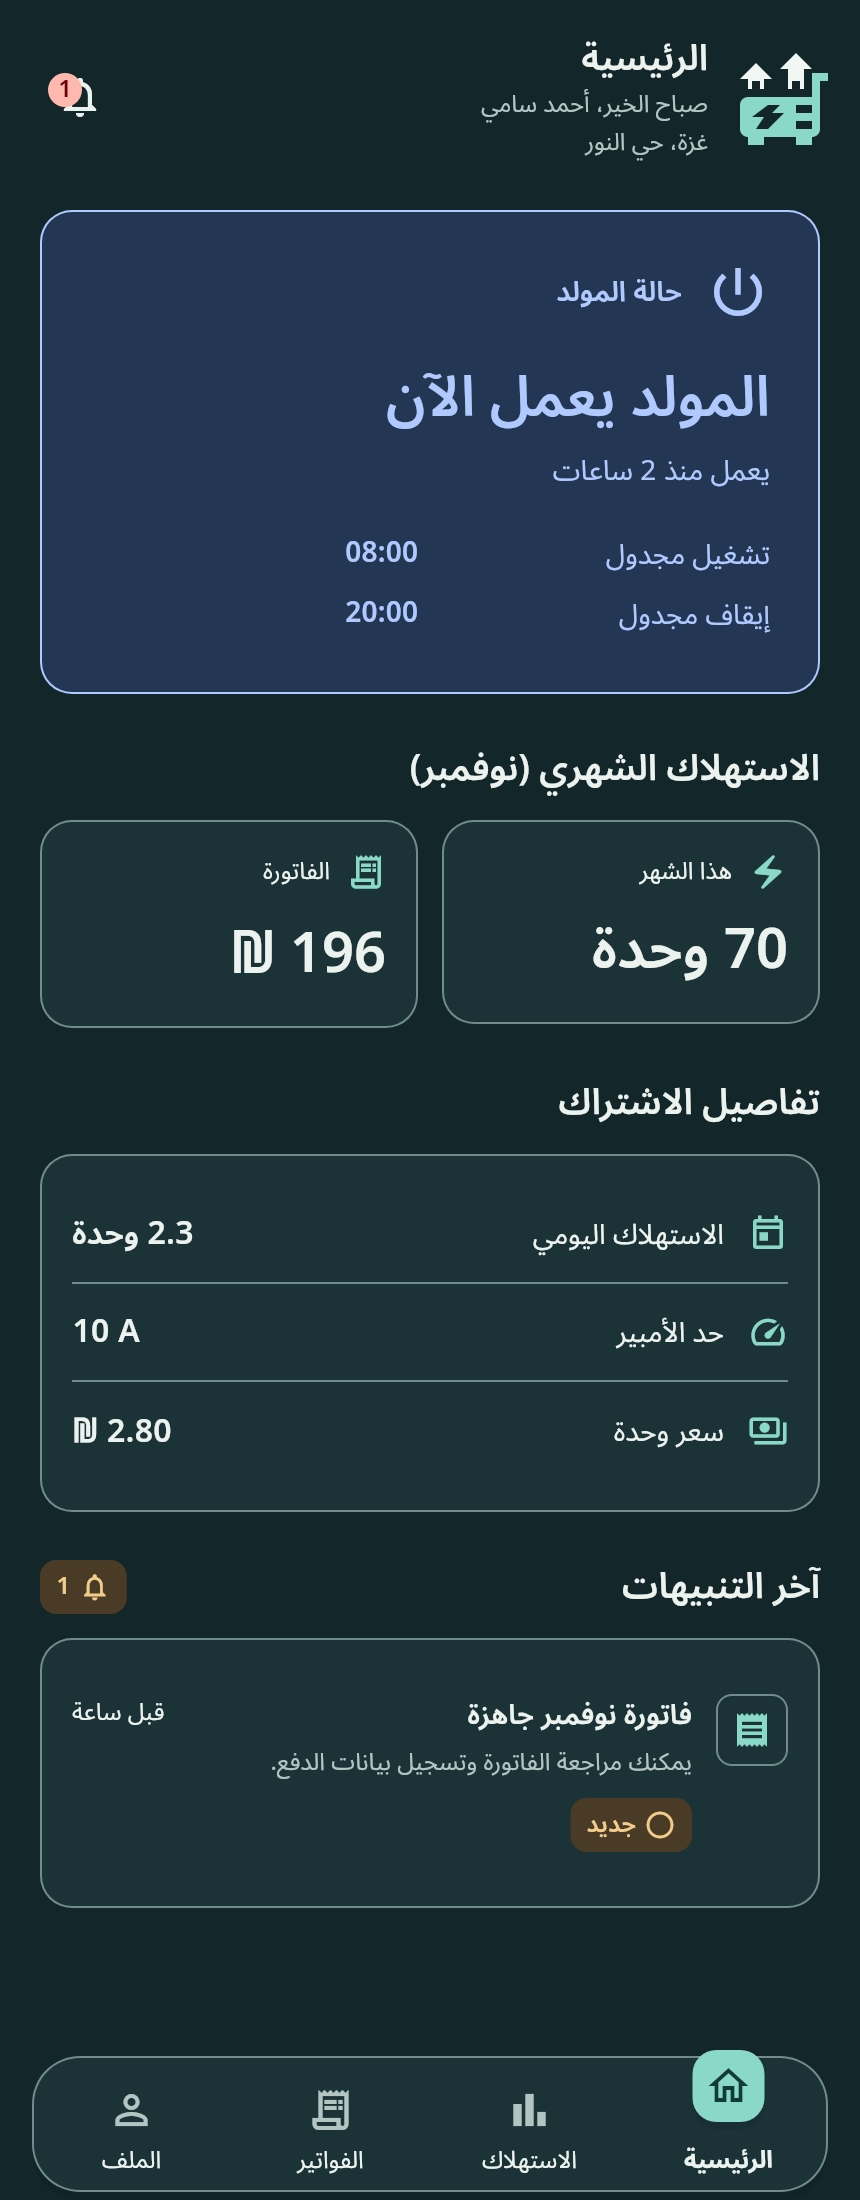 الرئيسية
صباح الخير، أحمد سامي
غزة، حي النور
1
حالة المولد
المولد يعمل الآن
يعمل منذ 2 ساعات
تشغيل مجدول 08:00
إيقاف مجدول 20:00
الاستهلاك الشهري (نوفمبر)
هذا الشهر
70 وحدة
الفاتورة
196 ₪
تفاصيل الاشتراك
الاستهلاك اليومي 2.3 وحدة
حد الأمبير 10 A
سعر وحدة 2.80 ₪
آخر التنبيهات 1
فاتورة نوفمبر جاهزة قبل ساعة
يمكنك مراجعة الفاتورة وتسجيل بيانات الدفع.
جديد
الرئيسية الاستهلاك الفواتير الملف